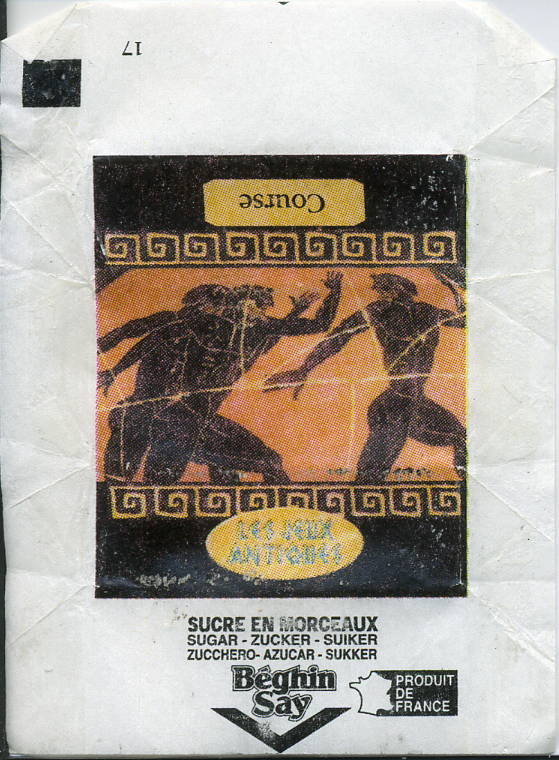 17
Course
LES JEUX
ANTIQUES
SUCRE EN MORCEAUX
SUGAR - ZUCKER - SUIKER
ZUCCHERO- AZUCAR - SUKKER
Béghin
Say
PRODUIT
DE
FRANCE